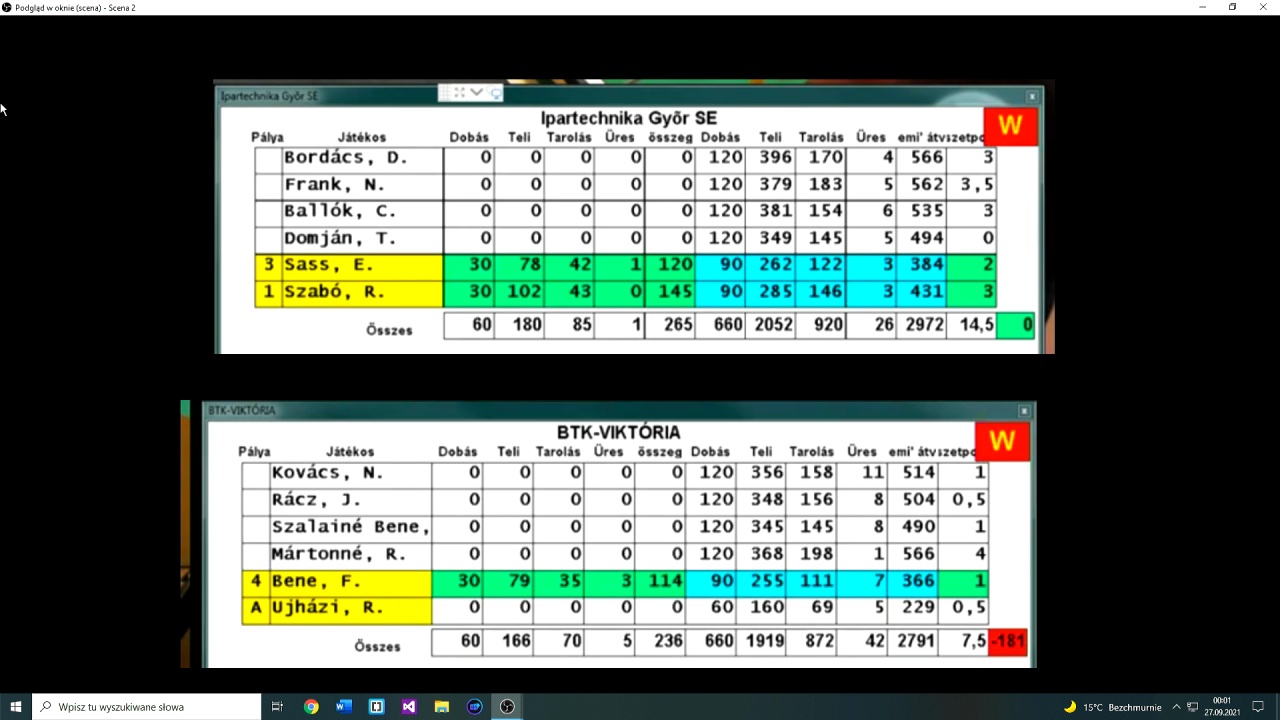 Podgląd w oknie (scena) - Scena 2
Ipartechnika Győr SE
Ipartechnika Győr SE
W
Pálya Játékos Dobás Teli Tarolás Üres összeg Dobás Teli Tarolás Üres emi' átv szetpo
Bordács, D. 0 0 0 0 0 120 396 170 4 566 3
Frank, N. 0 0 0 0 0 120 379 183 5 562 3,5
Ballók, C. 0 0 0 0 0 120 381 154 6 535 3
Domján, T. 0 0 0 0 0 120 349 145 5 494 0
3 Sass, E. 30 78 42 1 120 90 262 122 3 384 2
1 Szabó, R. 30 102 43 0 145 90 285 146 3 431 3
Összes 60 180 85 1 265 660 2052 920 26 2972 14,5 0
BTK-VIKTÓRIA
BTK-VIKTÓRIA
W
Pálya Játékos Dobás Teli Tarolás Üres összeg Dobás Teli Tarolás Üres emi' átv szetpo
Kovács, N. 0 0 0 0 0 120 356 158 11 514 1
Rácz, J. 0 0 0 0 0 120 348 156 8 504 0,5
Szalainé Bene, 0 0 0 0 0 120 345 145 8 490 1
Mártonné, R. 0 0 0 0 0 120 368 198 1 566 4
4 Bene, F. 30 79 35 3 114 90 255 111 7 366 1
A Ujházi, R. 0 0 0 0 0 60 160 69 5 229 0,5
Összes 60 166 70 5 236 660 1919 872 42 2791 7,5 -181
Wpisz tu wyszukiwane słowa
15°C Bezchmurnie
00:01
27.09.2021